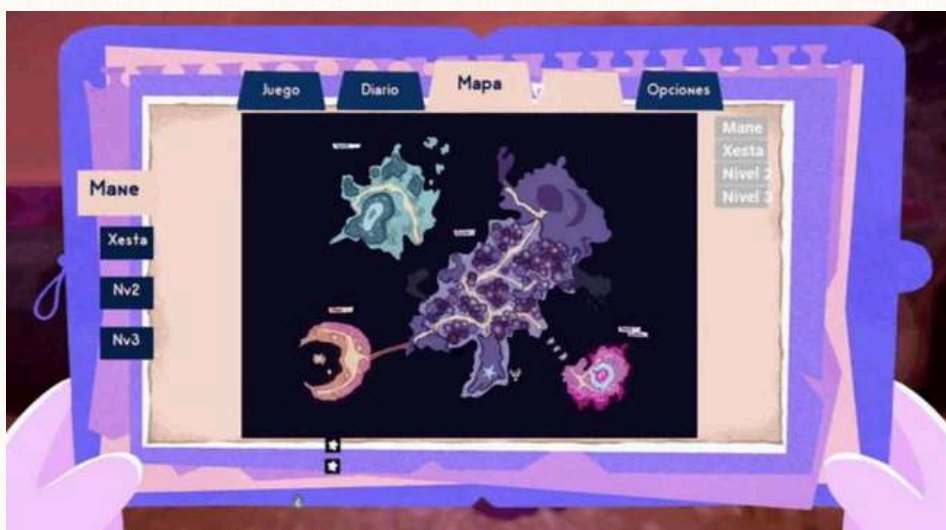 Juego
Diario
Mapa
Opciones
Mane
Xesta
Nv2
Nv3
Mane
Xesta
Nivel 2
Nivel 3